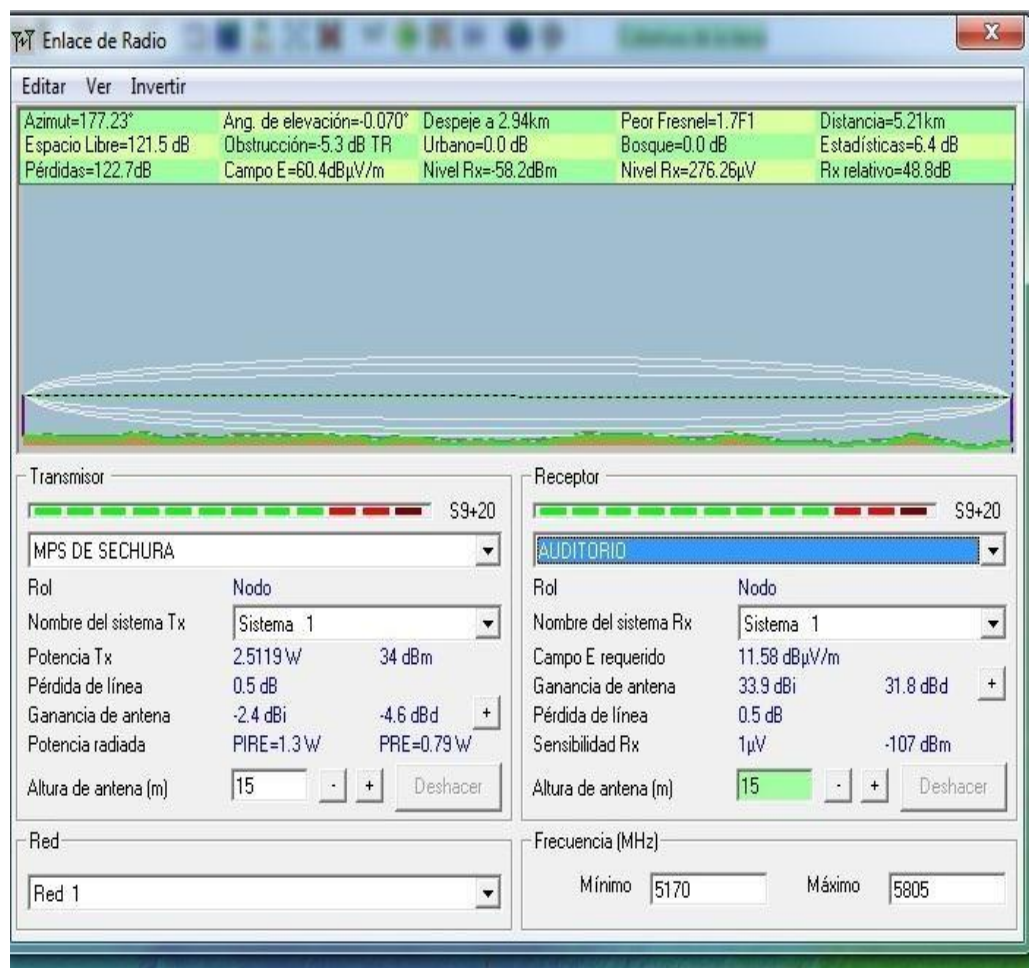 Enlace de Radio
X
Editar Ver Invertir
Azimut=177.23° Ang. de elevación=-0.070° Despeje a 2.94km Peor Fresnel=1.7F1 Distancia=5.21km
Espacio Libre=121.5 dB Obstrucción=-5.3 dB TR Urbano=0.0 dB Bosque=0.0 dB Estadísticas=6.4 dB
Pérdidas=122.7dB Campo E=60.4dBµV/m Nivel Rx=-58.2dBm Nivel Rx=276.26µV Rx relativo=48.8dB
Transmisor
S9+20
MPS DE SECHURA
Rol Nodo
Nombre del sistema Tx Sistema 1
Potencia Tx 2.5119 W 34 dBm
Pérdida de línea 0.5 dB
Ganancia de antena -2.4 dBi -4.6 dBd +
Potencia radiada PIRE=1.3 W PRE=0.79 W
Altura de antena (m) 15 - + Deshacer
Receptor
S9+20
AUDITORIO
Rol Nodo
Nombre del sistema Rx Sistema 1
Campo E requerido 11.58 dBµV/m
Ganancia de antena 33.9 dBi 31.8 dBd +
Pérdida de línea 0.5 dB
Sensibilidad Rx 1µV -107 dBm
Altura de antena (m) 15 - + Deshacer
Red
Red 1
Frecuencia (MHz)
Mínimo 5170 Máximo 5805